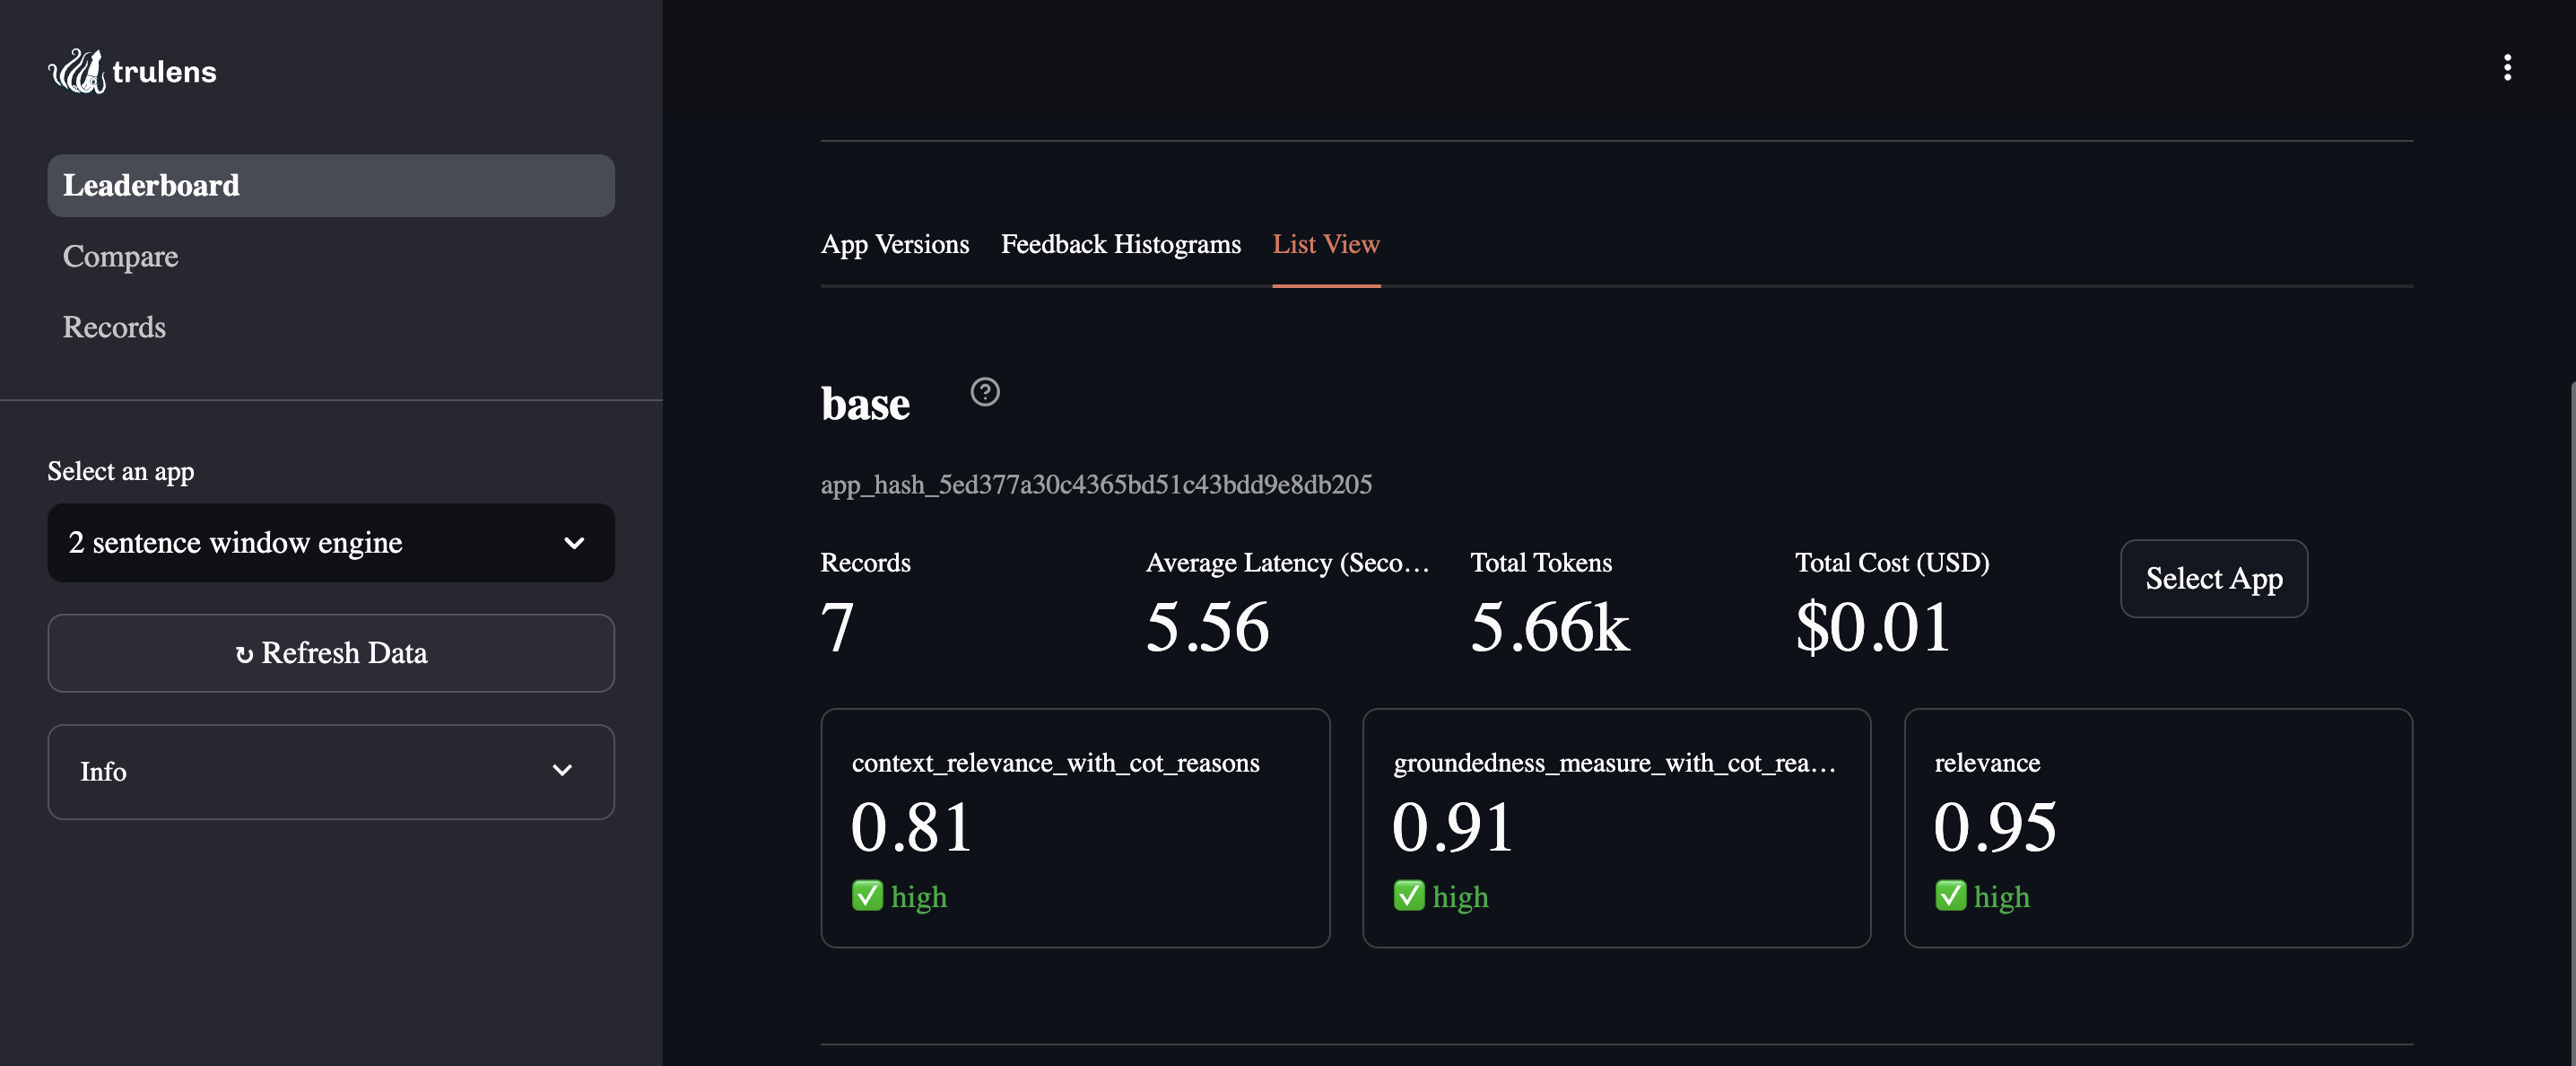 trulens
Leaderboard
Compare
Records
Select an app
2 sentence window engine
↻ Refresh Data
Info
App Versions Feedback Histograms List View
base
app_hash_5ed377a30c4365bd51c43bdd9e8db205
Records Average Latency (Seco… Total Tokens Total Cost (USD)
7 5.56 5.66k $0.01
Select App
context_relevance_with_cot_reasons
0.81
✅ high
groundedness_measure_with_cot_rea…
0.91
✅ high
relevance
0.95
✅ high